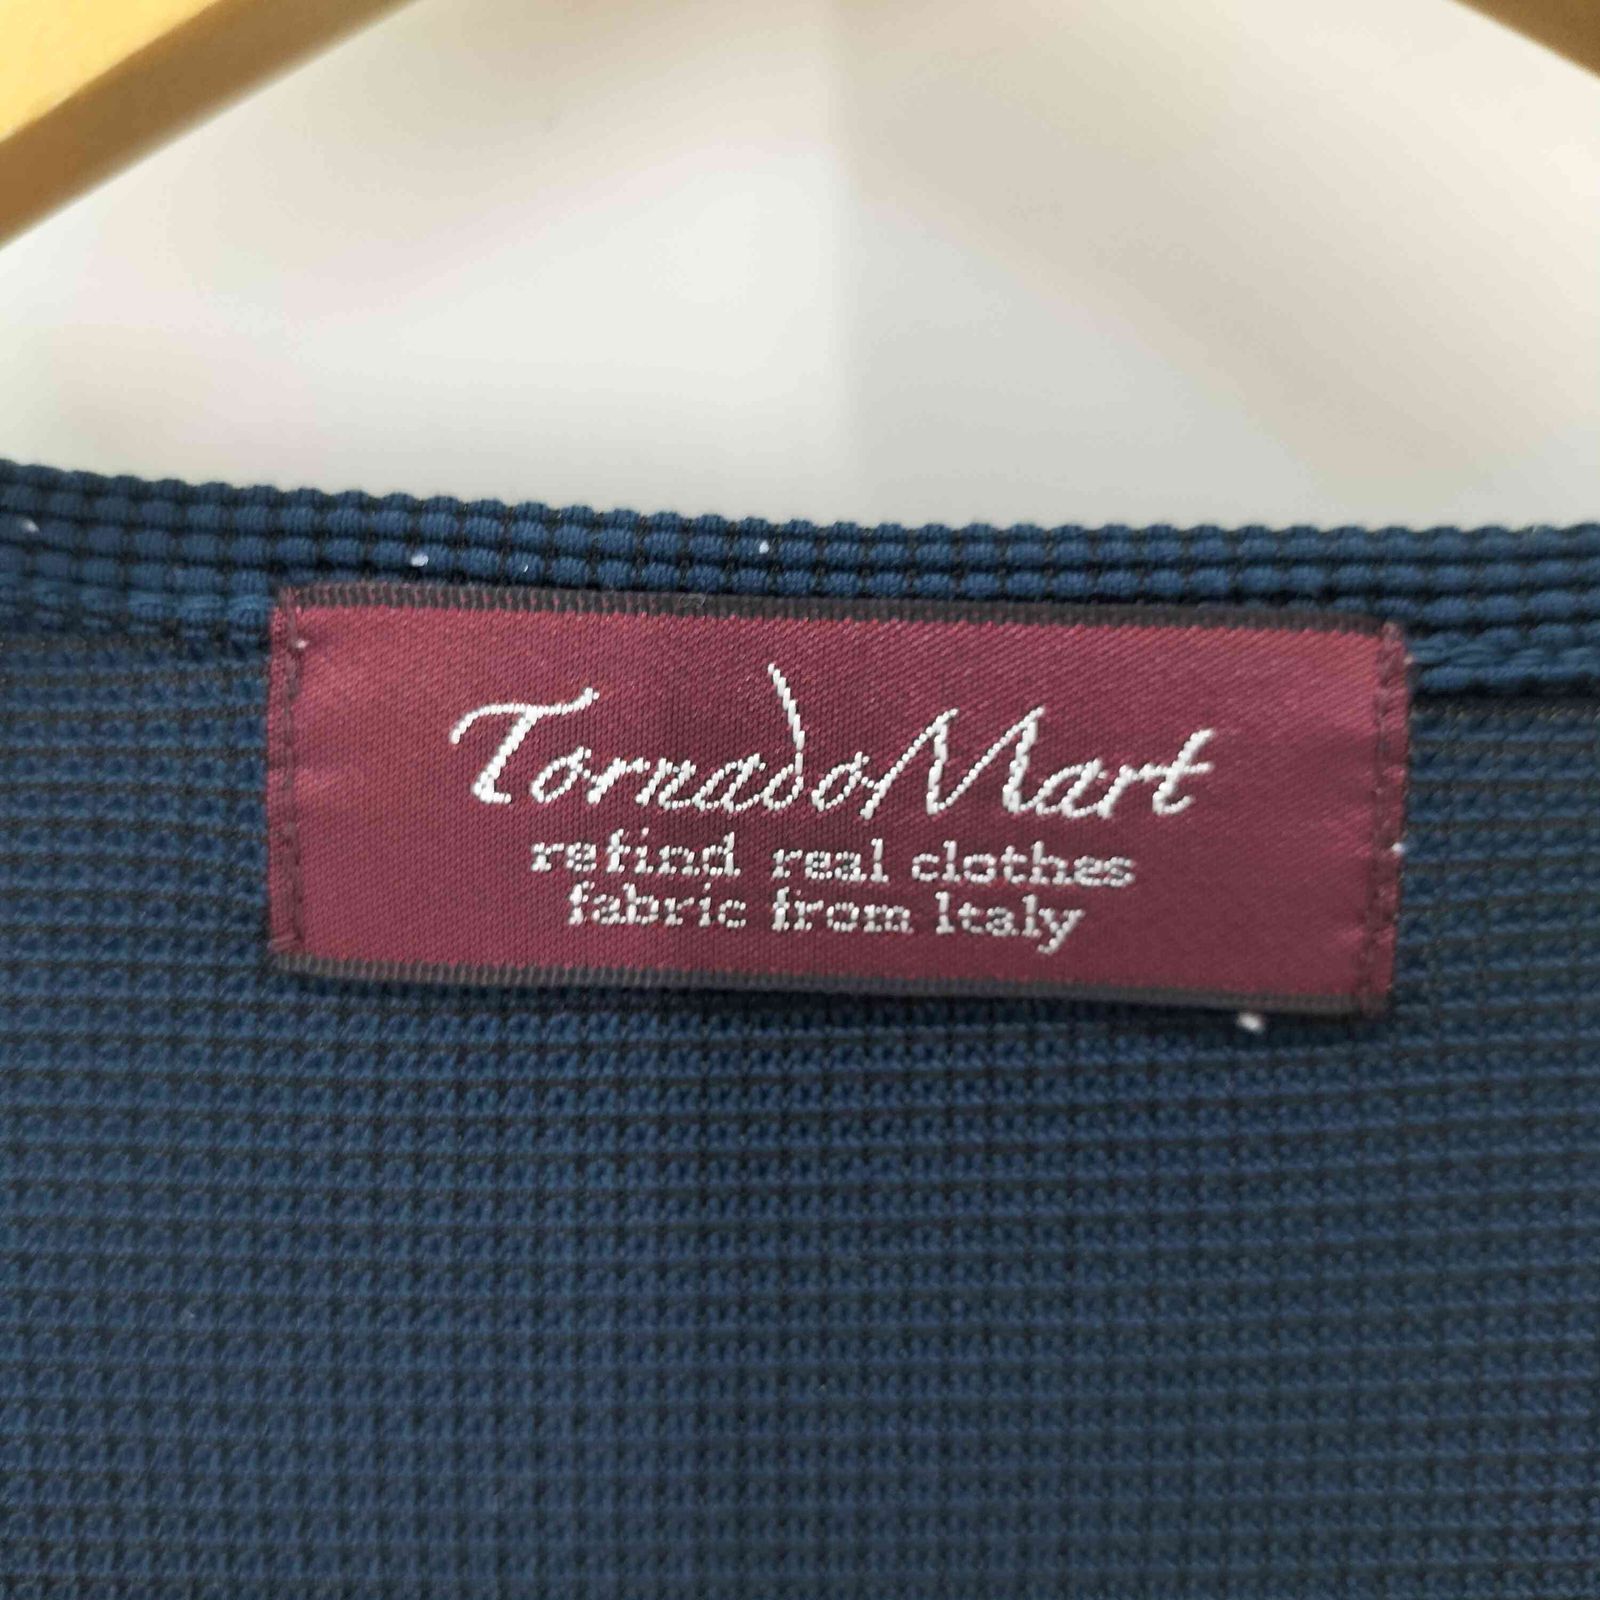 TornadoMart
refind real clothes
fabric from Italy